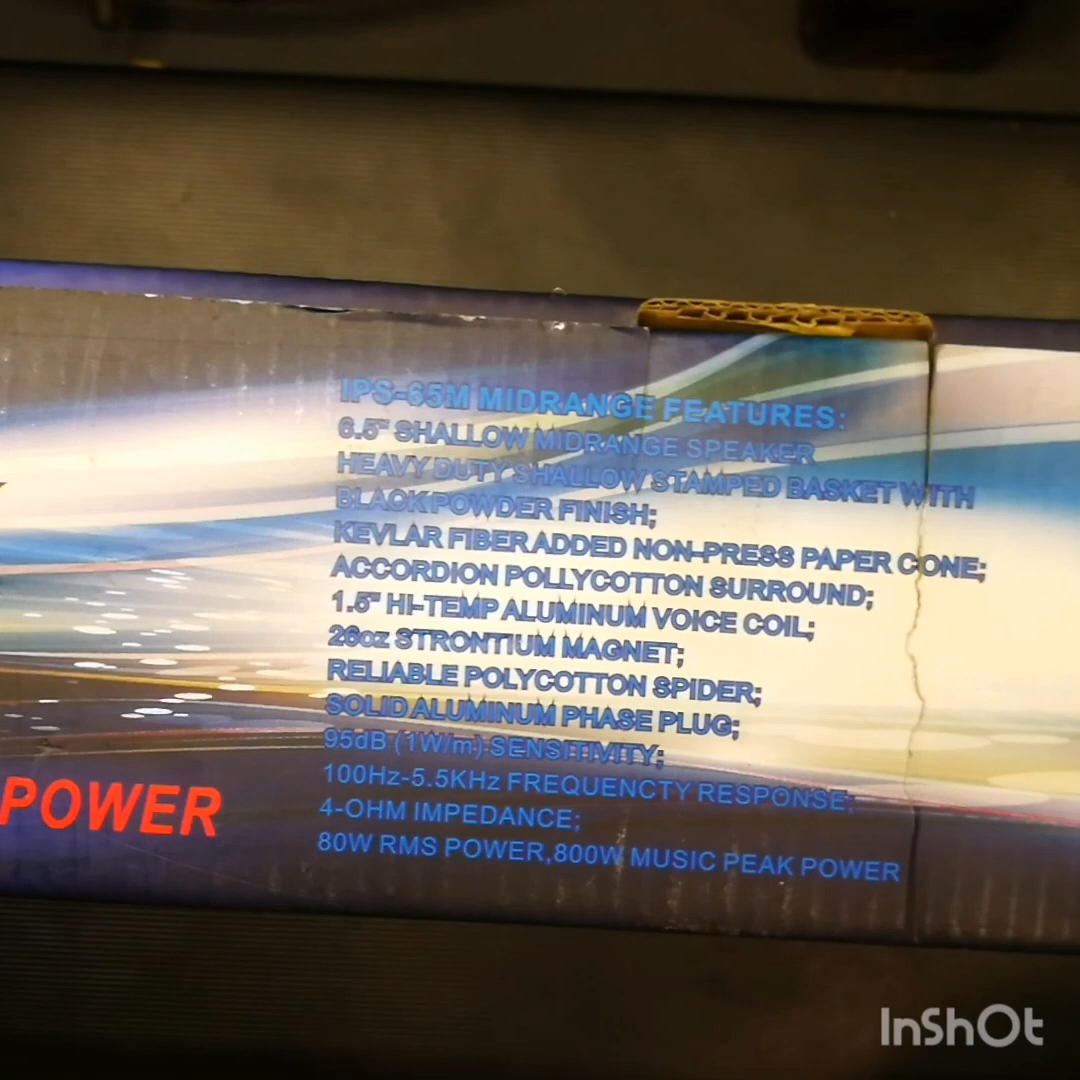 IPS-65M MIDRANGE FEATURES:
6.5" SHALLOW MIDRANGE SPEAKER
HEAVY DUTY SHALLOW STAMPED BASKET WITH
BLACK POWDER FINISH;
KEVLAR FIBER ADDED NON-PRESS PAPER CONE;
ACCORDION POLLYCOTTON SURROUND;
1.5" HI-TEMP ALUMINUM VOICE COIL;
26oz STRONTIUM MAGNET;
RELIABLE POLYCOTTON SPIDER;
SOLID ALUMINUM PHASE PLUG;
95dB (1W/m) SENSITIVITY;
100Hz-5.5KHz FREQUENCTY RESPONSE;
4-OHM IMPEDANCE;
80W RMS POWER,800W MUSIC PEAK POWER
POWER
InShOt